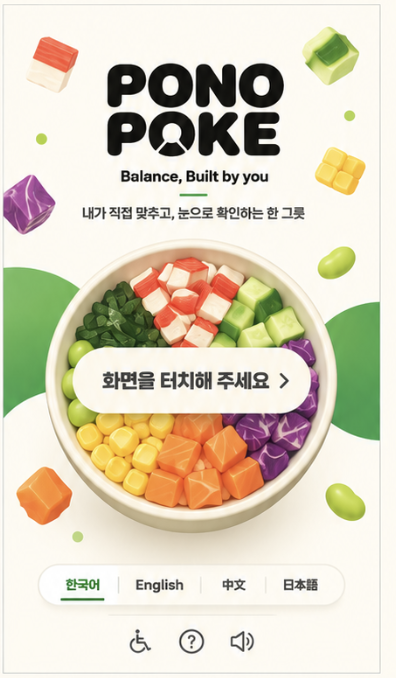 PONO
POKE
Balance, Built by you
내가 직접 맞추고, 눈으로 확인하는 한 그릇
화면을 터치해 주세요 >
한국어 English 中文 日本語